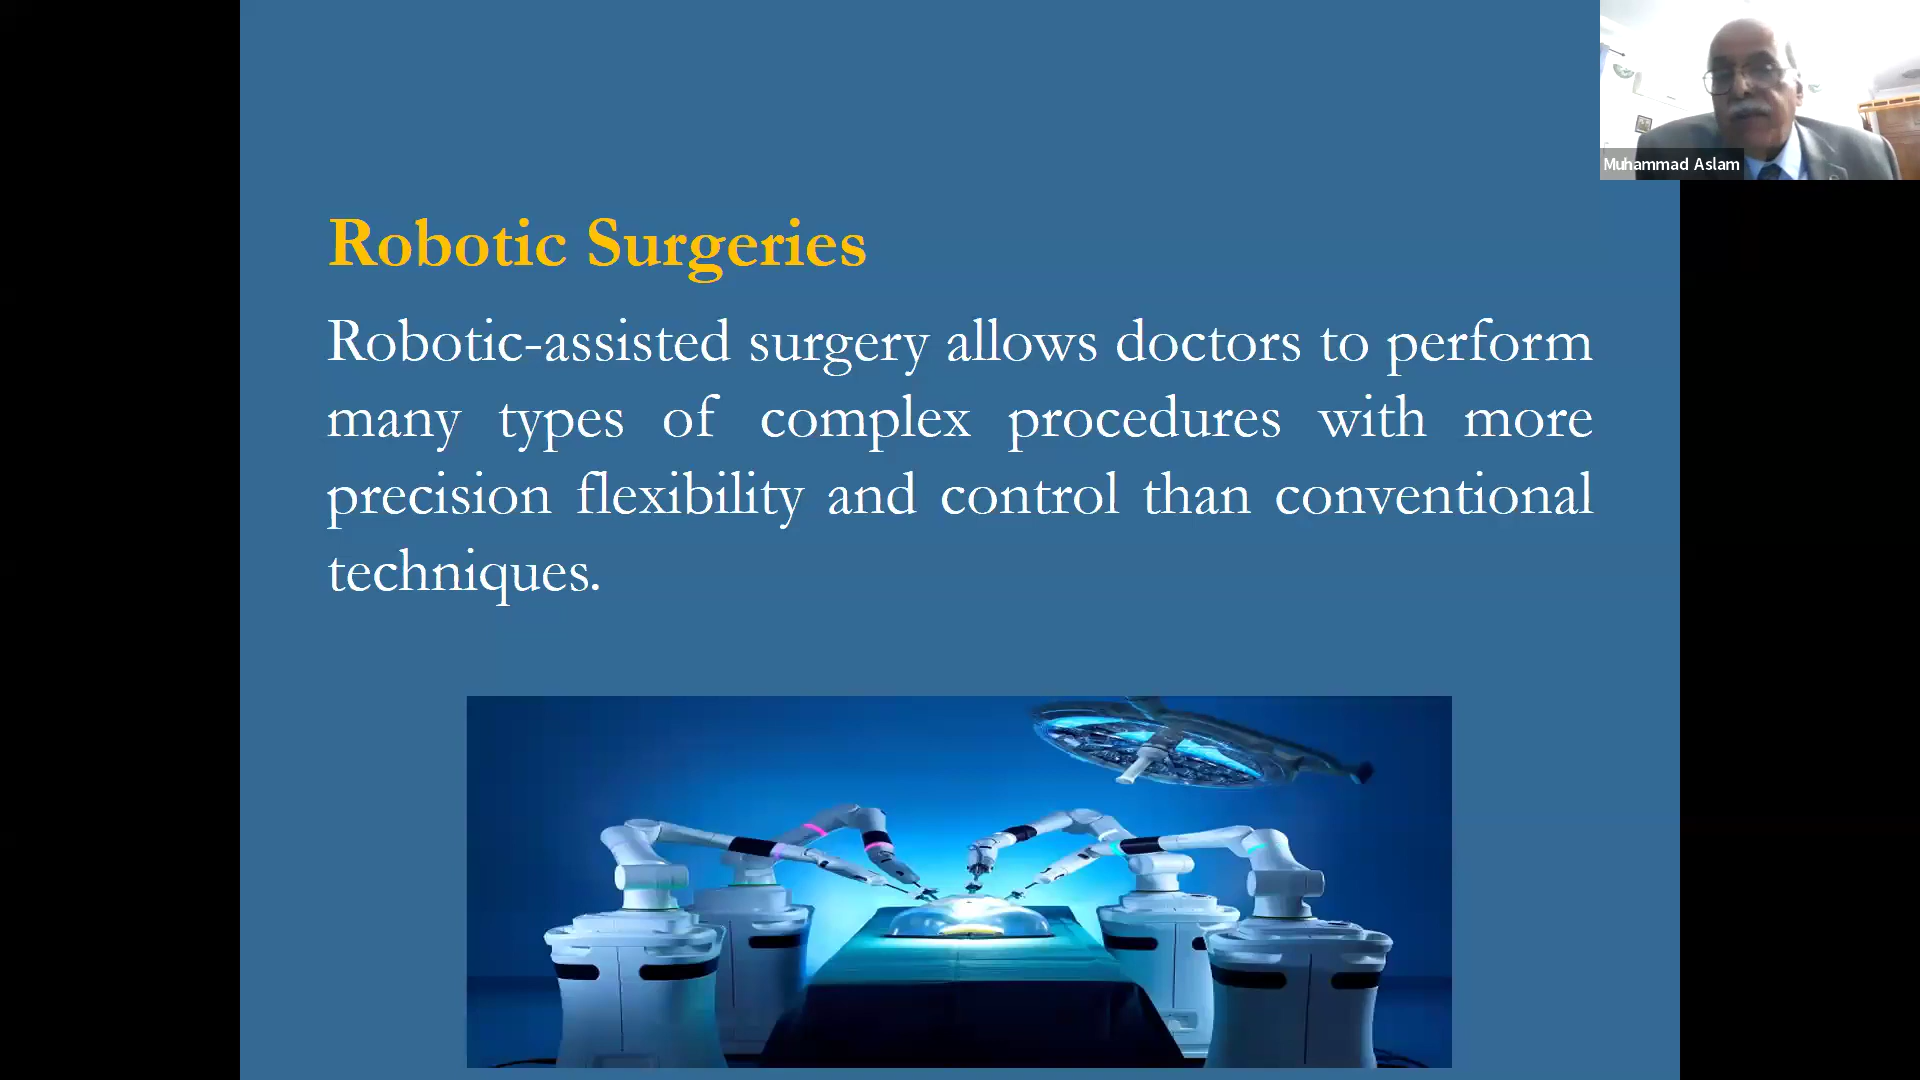 Muhammad Aslam
Robotic Surgeries
Robotic-assisted surgery allows doctors to perform
many types of complex procedures with more
precision flexibility and control than conventional
techniques.